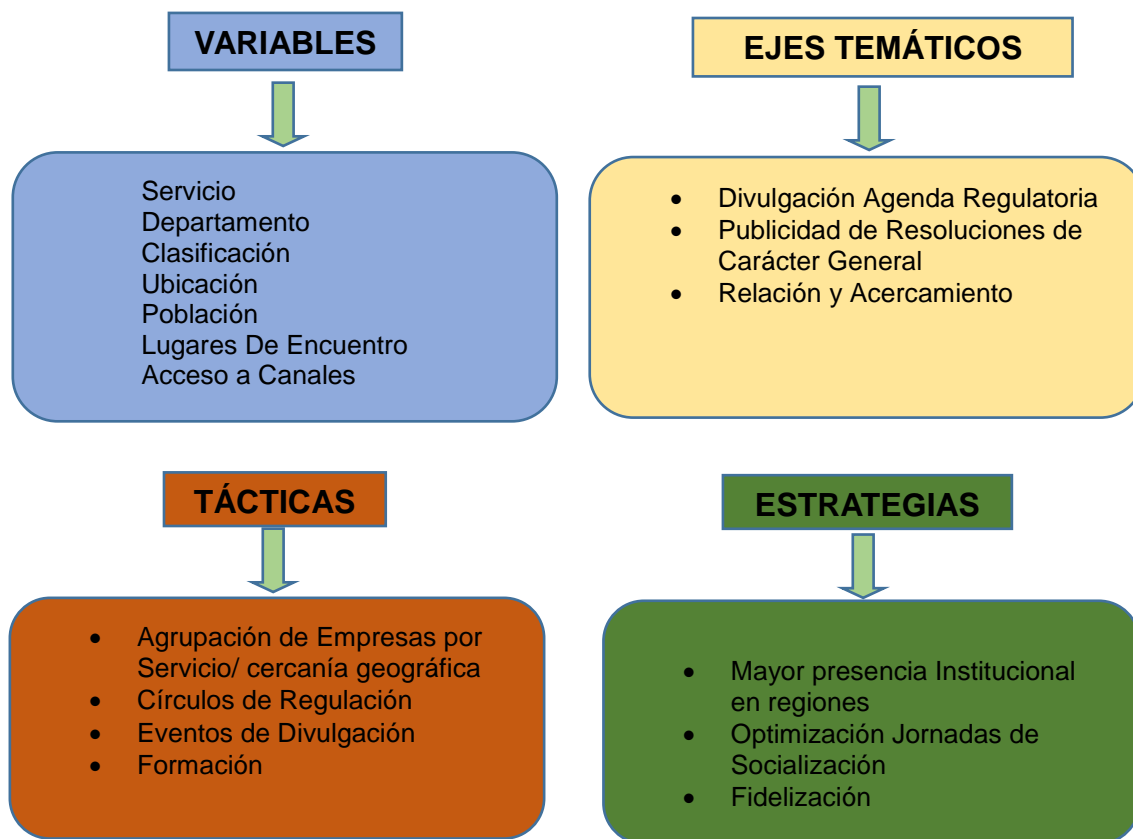 VARIABLES
Servicio
Departamento
Clasificación
Ubicación
Población
Lugares De Encuentro
Acceso a Canales
EJES TEMÁTICOS
• Divulgación Agenda Regulatoria
• Publicidad de Resoluciones de
Carácter General
• Relación y Acercamiento
TÁCTICAS
• Agrupación de Empresas por
Servicio/ cercanía geográfica
• Círculos de Regulación
• Eventos de Divulgación
• Formación
ESTRATEGIAS
• Mayor presencia Institucional
en regiones
• Optimización Jornadas de
Socialización
• Fidelización